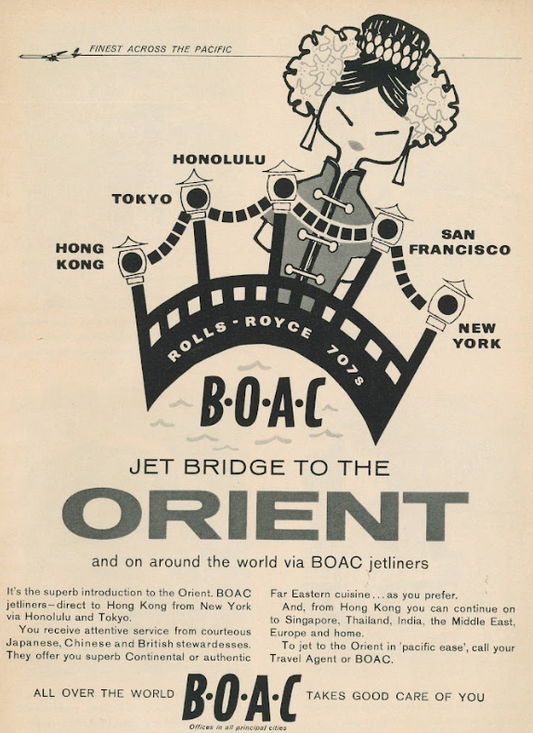 FINEST ACROSS THE PACIFIC
HONOLULU
TOKYO
HONG
KONG
SAN
FRANCISCO
NEW
YORK
ROLLS-ROYCE 707s
B·O·A·C
JET BRIDGE TO THE
ORIENT
and on around the world via BOAC jetliners
It's the superb introduction to the Orient. BOAC
jetliners—direct to Hong Kong from New York
via Honolulu and Tokyo.
You receive attentive service from courteous
Japanese, Chinese and British stewardesses.
They offer you superb Continental or authentic
Far Eastern cuisine...as you prefer.
And, from Hong Kong you can continue on
to Singapore, Thailand, India, the Middle East,
Europe and home.
To jet to the Orient in 'pacific ease', call your
Travel Agent or BOAC.
ALL OVER THE WORLD B·O·A·C TAKES GOOD CARE OF YOU
Offices in all principal cities